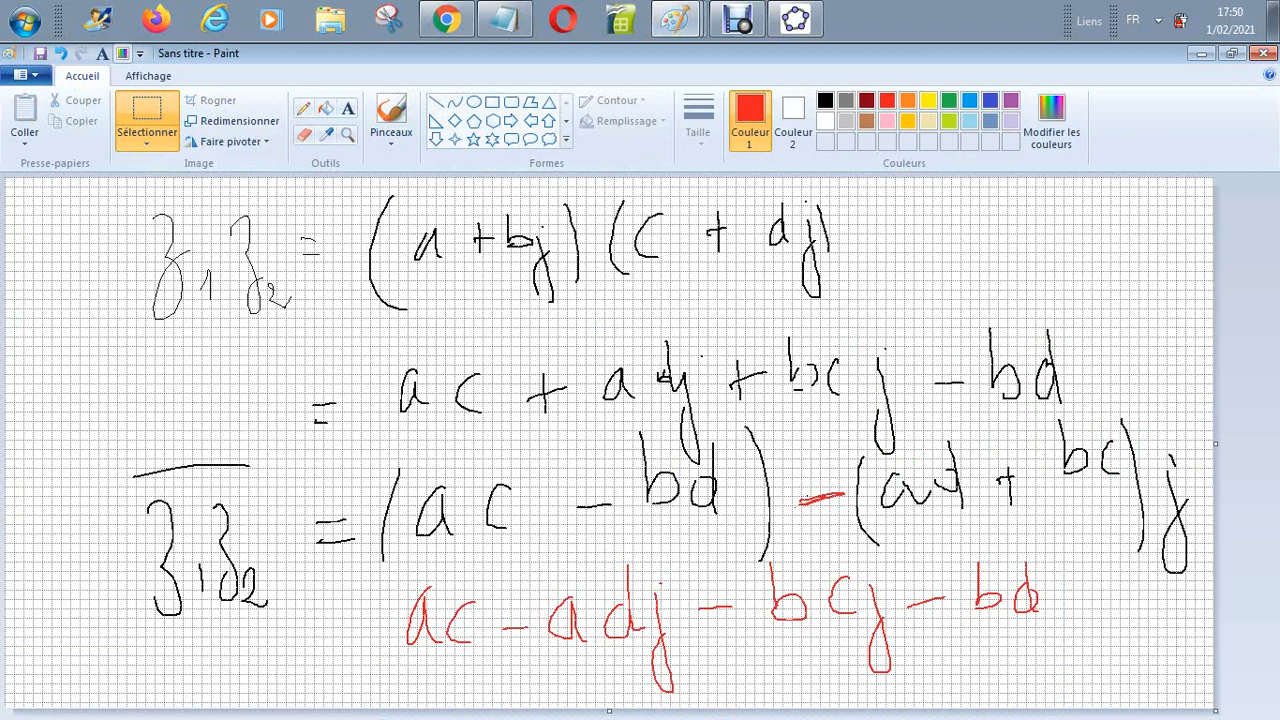 Liens
FR
17:50
1/02/2021
Sans titre - Paint
Accueil
Affichage
Coller
Couper
Copier
Presse-papiers
Sélectionner
Rogner
Redimensionner
Faire pivoter
Image
A
Outils
Pinceaux
Contour
Remplissage
Formes
Taille
Couleur 1
Couleur 2
Modifier les couleurs
Couleurs
z₁z₂ = (a + bj)(c + dj)
= ac + adj + bcj - bd
z̅₁z̅₂ = (ac - bd) - (ad + bc)j
ac - adj - bcj - bd